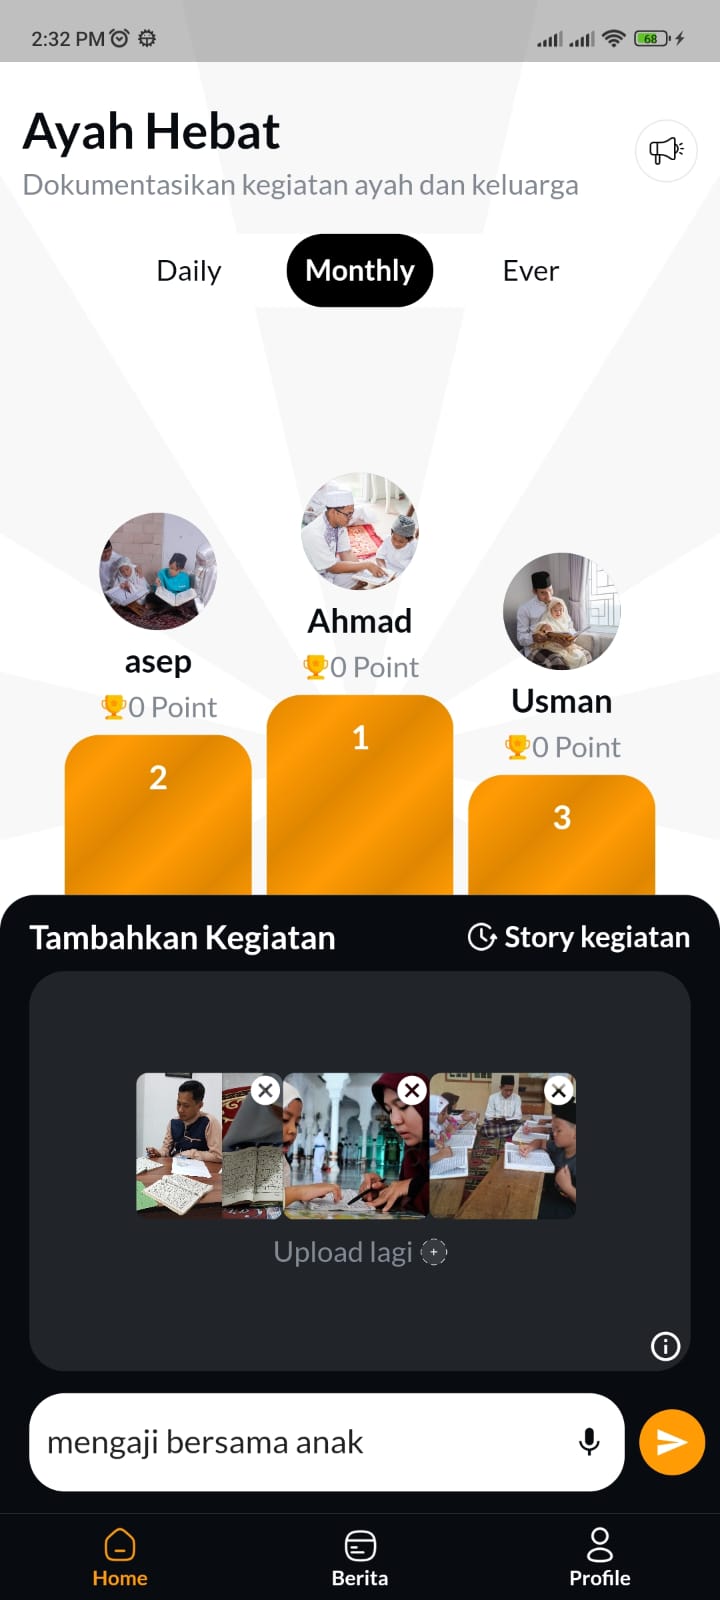 2:32 PM
68
Ayah Hebat
Dokumentasikan kegiatan ayah dan keluarga
Daily Monthly Ever
Ahmad
0 Point
asep
0 Point
Usman
0 Point
1
2
3
Tambahkan Kegiatan Story kegiatan
Upload lagi
mengaji bersama anak
Home Berita Profile